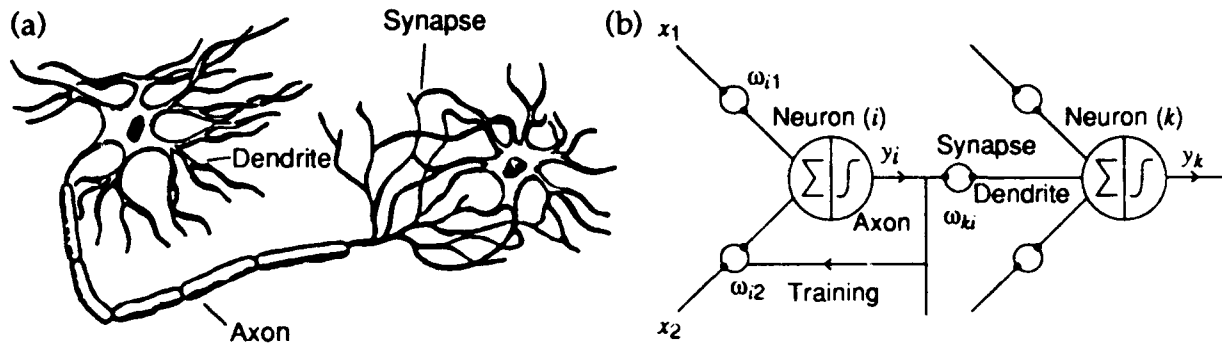 (a)
Synapse
Dendrite
Axon
(b)
x₁
ωᵢ₁
Neuron (i)
Σ ∫
yᵢ
Synapse
Dendrite
Axon
ωₖᵢ
Neuron (k)
Σ ∫
yₖ
ωᵢ₂
Training
x₂